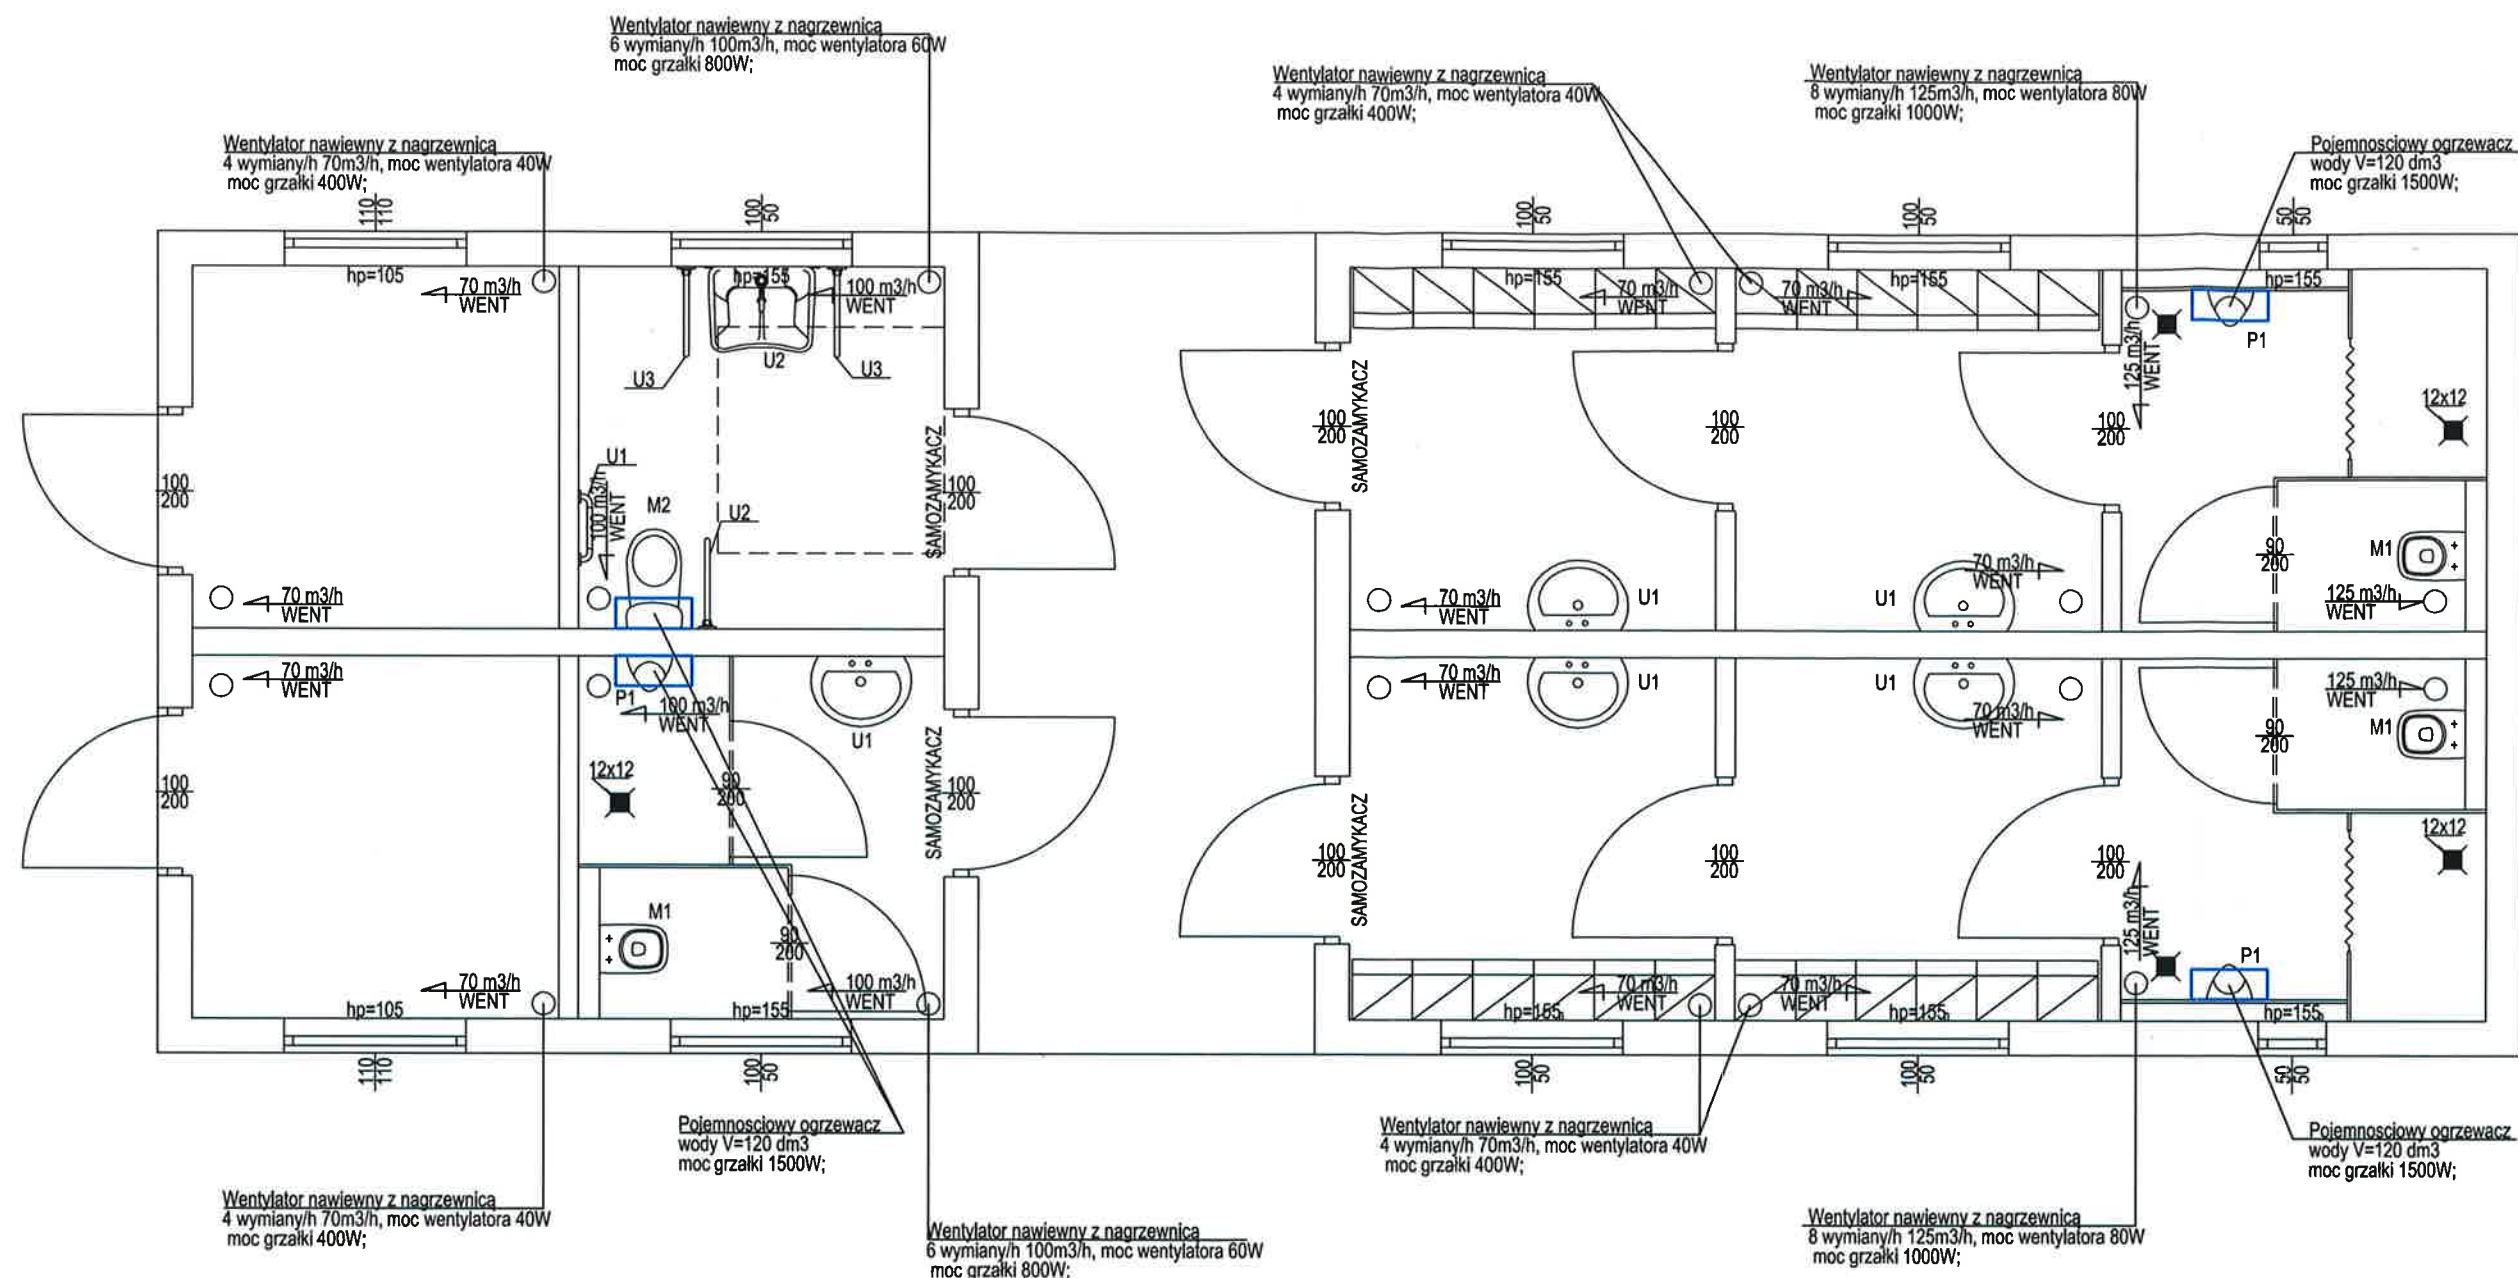 Wentylator nawiewny z nagrzewnicą
6 wymiany/h 100m3/h, moc wentylatora 60W
moc grzałki 800W;
Wentylator nawiewny z nagrzewnicą
4 wymiany/h 70m3/h, moc wentylatora 40W
moc grzałki 400W;
Wentylator nawiewny z nagrzewnicą
8 wymiany/h 125m3/h, moc wentylatora 80W
moc grzałki 1000W;
Wentylator nawiewny z nagrzewnicą
4 wymiany/h 70m3/h, moc wentylatora 40W
moc grzałki 400W;
Pojemnosciowy ogrzewacz
wody V=120 dm3
moc grzałki 1500W;
110
110
100
50
100
50
100
50
50
50
hp=105
70 m3/h
WENT
hp=155
100 m3/h
WENT
hp=155
70 m3/h
WENT
70 m3/h
WENT
hp=155
hp=155
125 m3/h
WENT
P1
U2
U3
U3
SAMOZAMYKACZ
100
200
100
200
100
200
12x12
U1
100 m3/h
WENT
M2
U2
100
200
SAMOZAMYKACZ
100
200
70 m3/h
WENT
70 m3/h
WENT
U1
U1
70 m3/h
WENT
90
200
M1
125 m3/h
WENT
70 m3/h
WENT
P1
100 m3/h
WENT
U1
70 m3/h
WENT
U1
U1
70 m3/h
WENT
125 m3/h
WENT
M1
90
200
100
200
12x12
90
200
SAMOZAMYKACZ
100
200
SAMOZAMYKACZ
100
200
100
200
100
200
12x12
M1
90
200
125 m3/h
WENT
P1
70 m3/h
WENT
100 m3/h
WENT
70 m3/h
WENT
70 m3/h
WENT
hp=105
hp=155
hp=155
hp=155
hp=155
110
110
100
50
100
50
100
50
50
50
Pojemnosciowy ogrzewacz
wody V=120 dm3
moc grzałki 1500W;
Wentylator nawiewny z nagrzewnicą
4 wymiany/h 70m3/h, moc wentylatora 40W
moc grzałki 400W;
Pojemnosciowy ogrzewacz
wody V=120 dm3
moc grzałki 1500W;
Wentylator nawiewny z nagrzewnicą
4 wymiany/h 70m3/h, moc wentylatora 40W
moc grzałki 400W;
Wentylator nawiewny z nagrzewnicą
6 wymiany/h 100m3/h, moc wentylatora 60W
moc grzałki 800W;
Wentylator nawiewny z nagrzewnicą
8 wymiany/h 125m3/h, moc wentylatora 80W
moc grzałki 1000W;